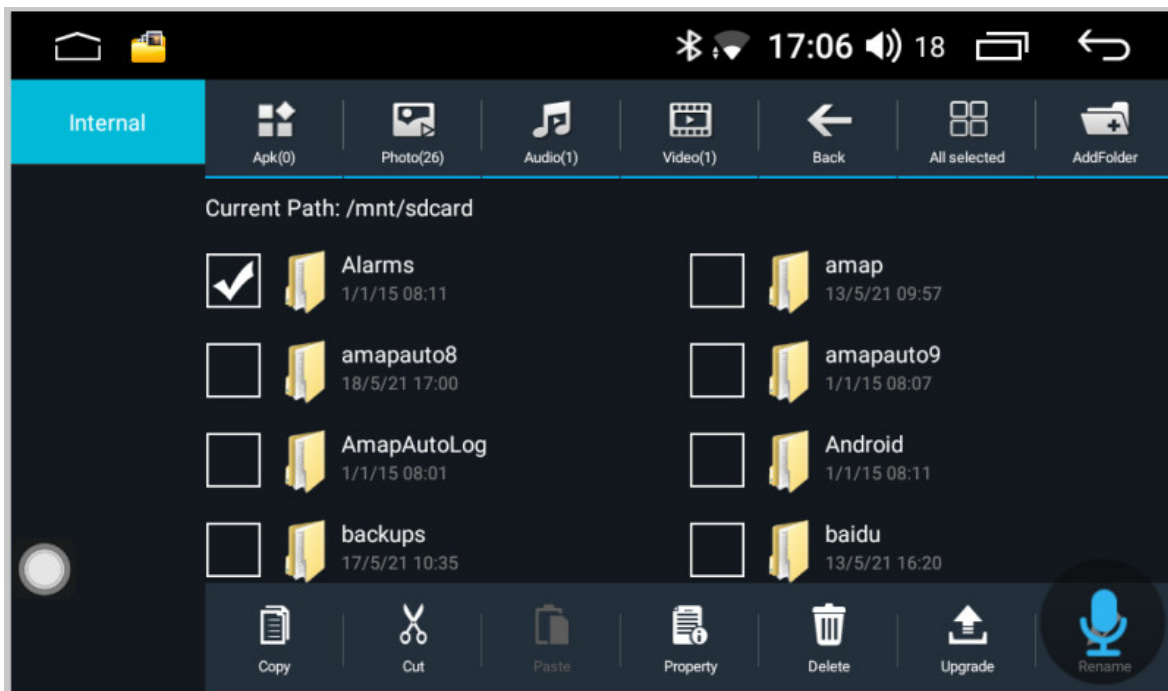 17:06 18
Internal
Apk(0) Photo(26) Audio(1) Video(1) Back All selected AddFolder
Current Path: /mnt/sdcard
Alarms
1/1/15 08:11
amap
13/5/21 09:57
amapauto8
18/5/21 17:00
amapauto9
1/1/15 08:07
AmapAutoLog
1/1/15 08:01
Android
1/1/15 08:11
backups
17/5/21 10:35
baidu
13/5/21 16:20
Copy Cut Paste Property Delete Upgrade Rename